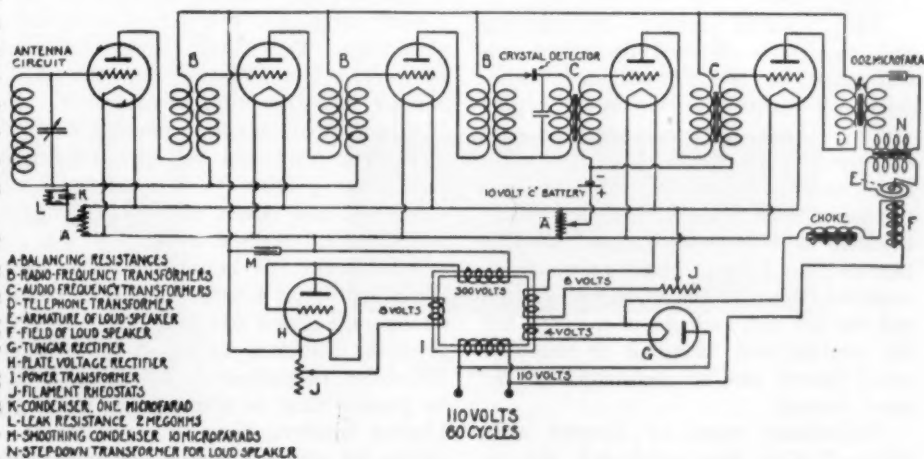 ANTENNA
CIRCUIT
B
B
B
CRYSTAL DETECTOR
C
C
0.02 MICROFARA
D
N
E
F
K
L
A
10 VOLT "C" BATTERY
-
+
A
CHOKE
M
300 VOLTS
8 VOLTS
8 VOLTS
J
H
I
4-VOLTS
G
J
110 VOLTS
110 VOLTS
60 CYCLES
A-BALANCING RESISTANCES
B-RADIO-FREQUENCY TRANSFORMERS
C-AUDIO FREQUENCY TRANSFORMERS
D-TELEPHONE TRANSFORMER
E-ARMATURE OF LOUD-SPEAKER
F-FIELD OF LOUD SPEAKER
G-TUNGAR RECTIFIER
H-PLATE VOLTAGE RECTIFIER
I-POWER TRANSFORMER
J-FILAMENT RHEOSTATS
K-CONDENSER, ONE MICROFARAD
L-LEAK RESISTANCE 2 MEGOHMS
M-SMOOTHING CONDENSER 10 MICROFARADS
N-STEP-DOWN TRANSFORMER FOR LOUD SPEAKER